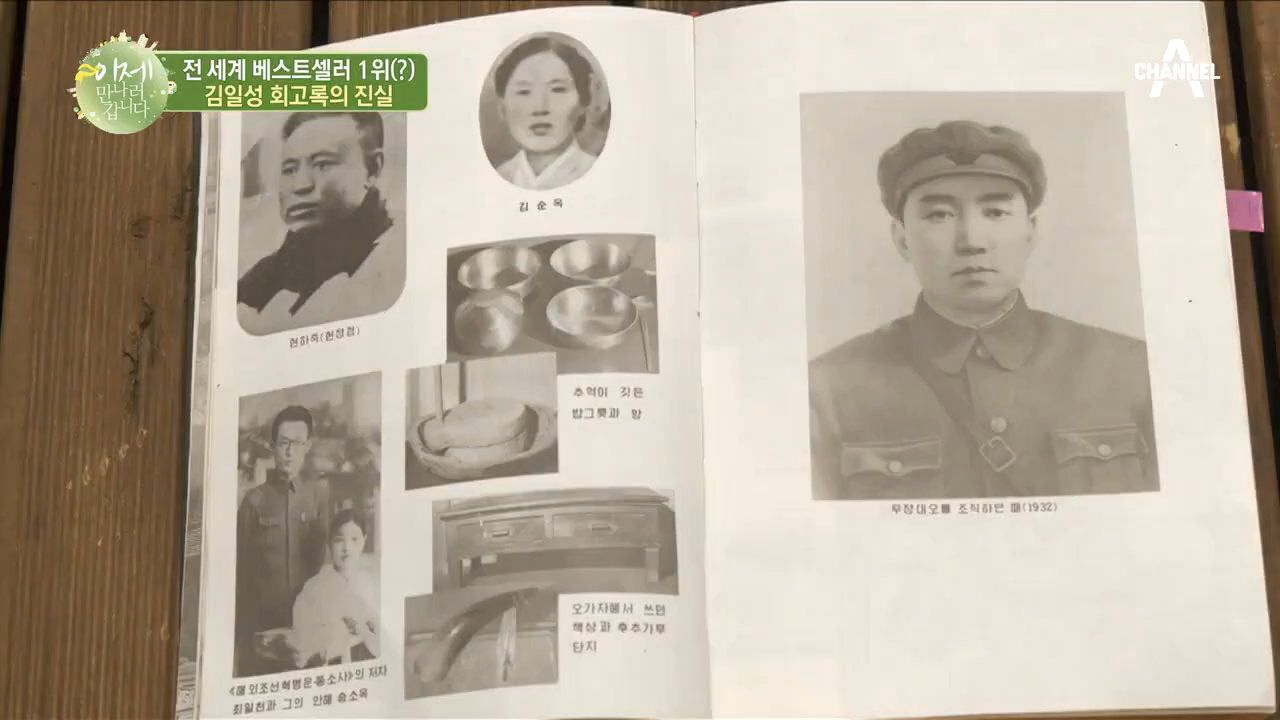 이제
만나러
갑니다
전 세계 베스트셀러 1위(?)
김일성 회고록의 진실
CHANNEL A
김순옥
현하죽(현정경)
추억이 깃든
밥그릇과 망
《해외조선혁명운동소사》의 저자
최일천과 그의 안해 승소옥
오가자에서 쓰던
책상과 후추가루
단지
무장대오를 조직하던 때(1932)